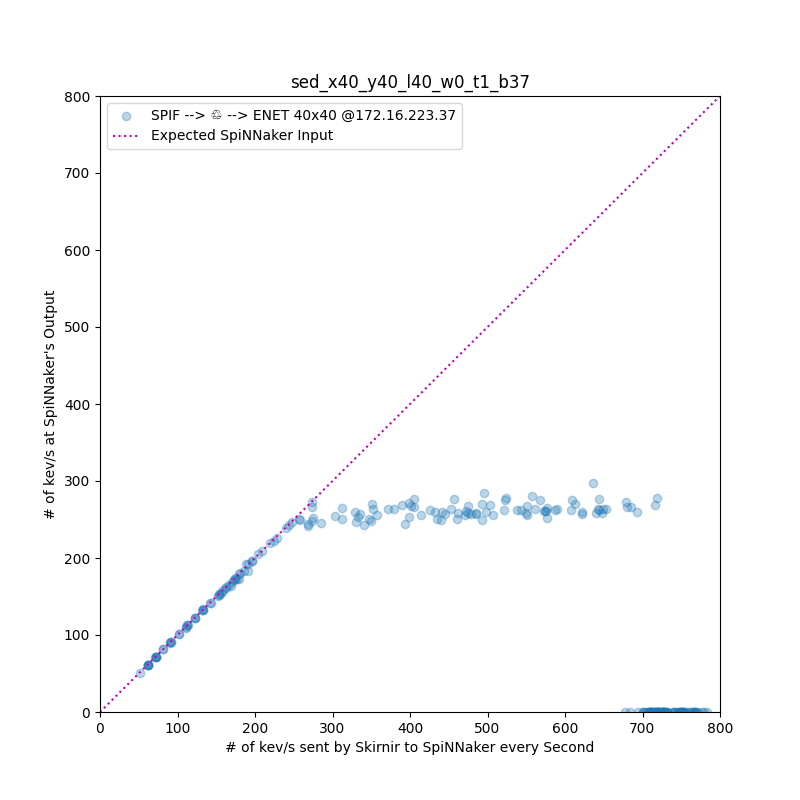 sed_x40_y40_l40_w0_t1_b37
SPIF --> ♲ --> ENET 40x40 @172.16.223.37
Expected SpiNNaker Input
800
700
600
500
400
300
200
100
0
# of kev/s at SpiNNaker's Output
0 100 200 300 400 500 600 700 800
# of kev/s sent by Skirnir to SpiNNaker every Second